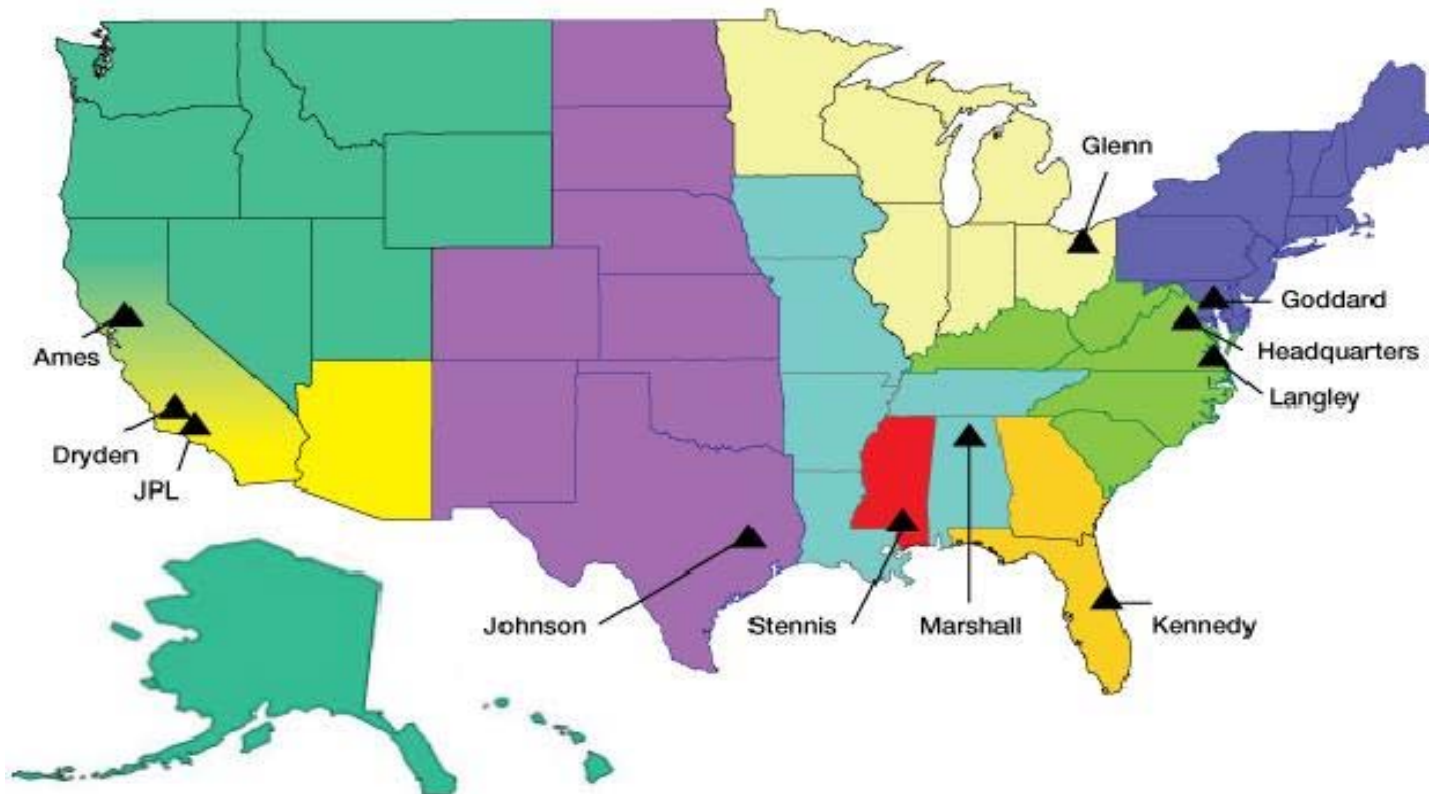 Glenn
Goddard
Headquarters
Langley
Ames
Dryden
JPL
Johnson
Stennis
Marshall
Kennedy